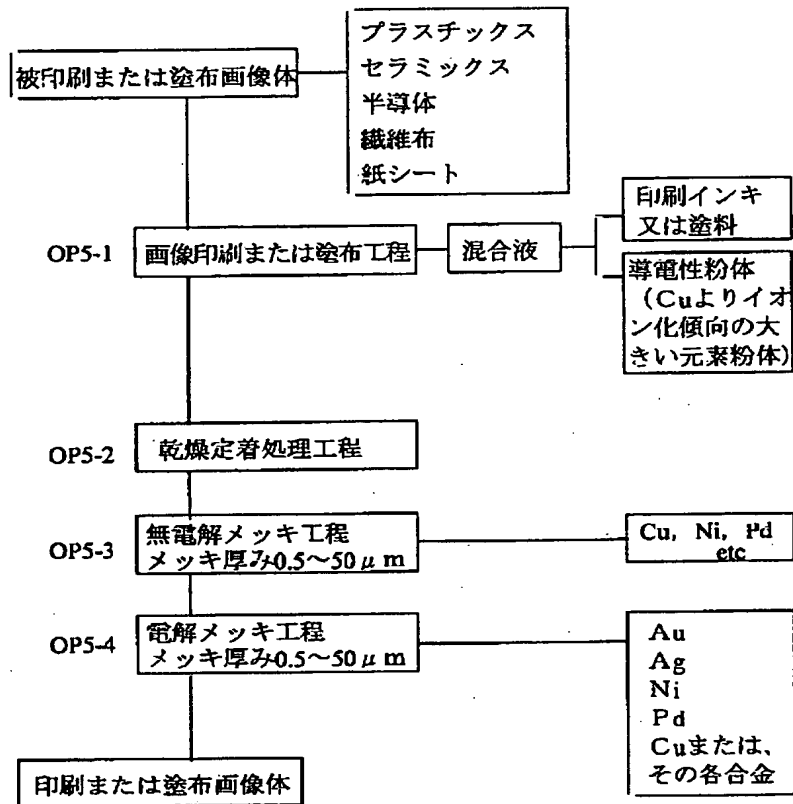 被印刷または塗布画像体
プラスチックス
セラミックス
半導体
繊維布
紙シート
OP5-1
画像印刷または塗布工程
混合液
印刷インキ
又は塗料
導電性粉体
(Cuよりイオ
ン化傾向の大
きい元素粉体)
OP5-2
乾燥定着処理工程
OP5-3
無電解メッキ工程
メッキ厚み0.5〜50μm
Cu, Ni, Pd
etc
OP5-4
電解メッキ工程
メッキ厚み0.5〜50μm
Au
Ag
Ni
Pd
Cuまたは、
その各合金
印刷または塗布画像体